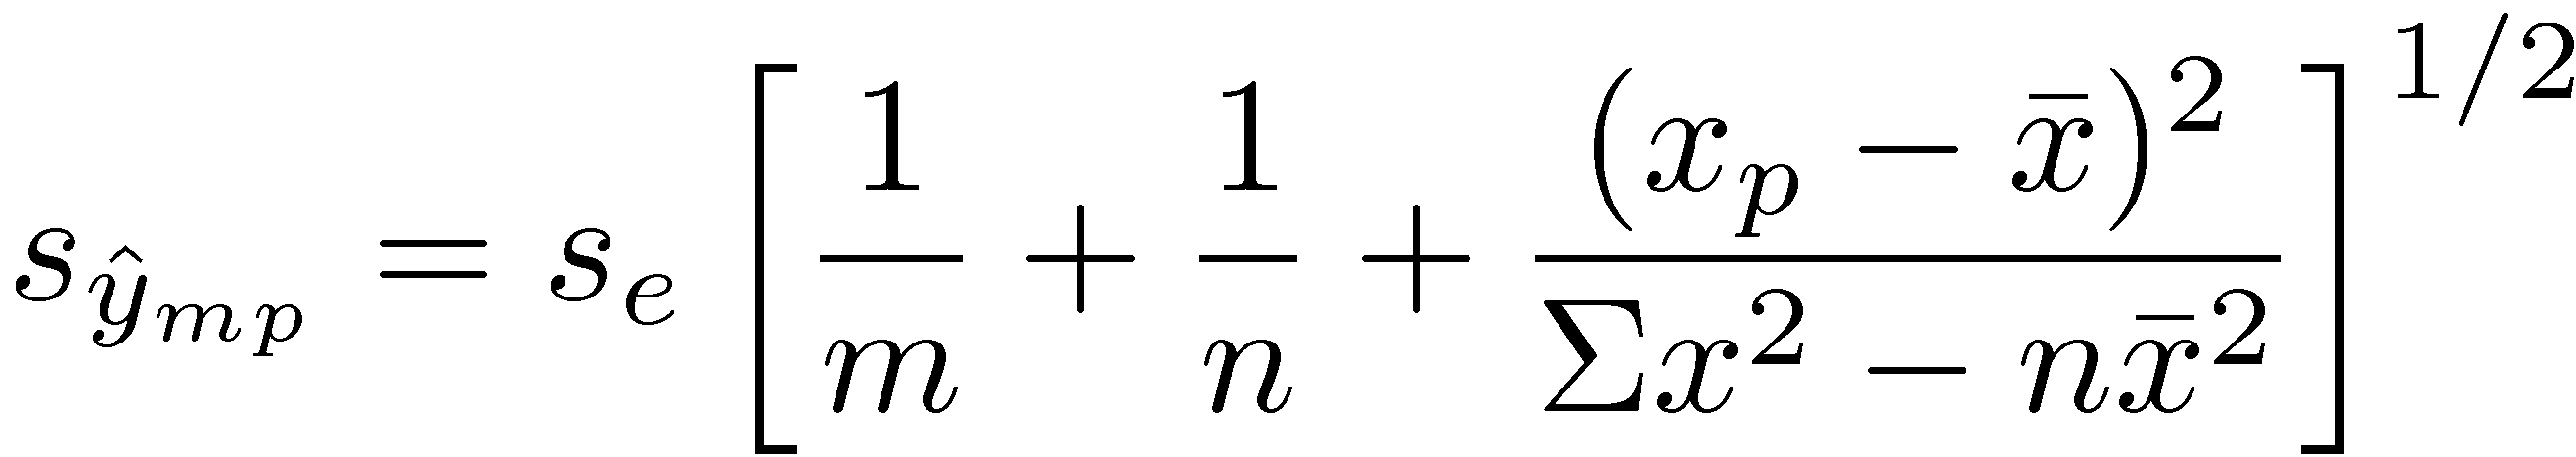 $s_{\hat{y}_{mp}} = s_e \left[ \frac{1}{m} + \frac{1}{n} + \frac{(x_p - \bar{x})^2}{\Sigma x^2 - n\bar{x}^2} \right]^{1/2}$